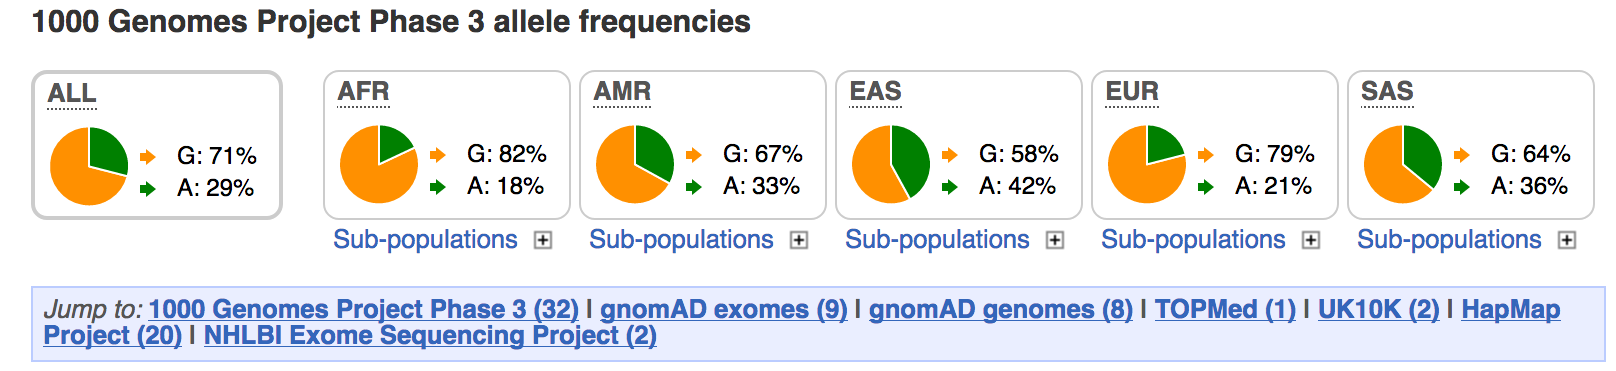 1000 Genomes Project Phase 3 allele frequencies
ALL
G: 71%
A: 29%
AFR
G: 82%
A: 18%
Sub-populations
AMR
G: 67%
A: 33%
Sub-populations
EAS
G: 58%
A: 42%
Sub-populations
EUR
G: 79%
A: 21%
Sub-populations
SAS
G: 64%
A: 36%
Sub-populations
Jump to: 1000 Genomes Project Phase 3 (32) | gnomAD exomes (9) | gnomAD genomes (8) | TOPMed (1) | UK10K (2) | HapMap
Project (20) | NHLBI Exome Sequencing Project (2)